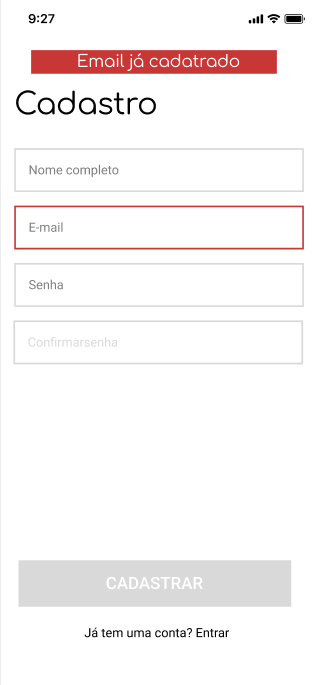 9:27
Email já cadatrado
Cadastro
Nome completo
E-mail
Senha
Confirmarsenha
CADASTRAR
Já tem uma conta? Entrar